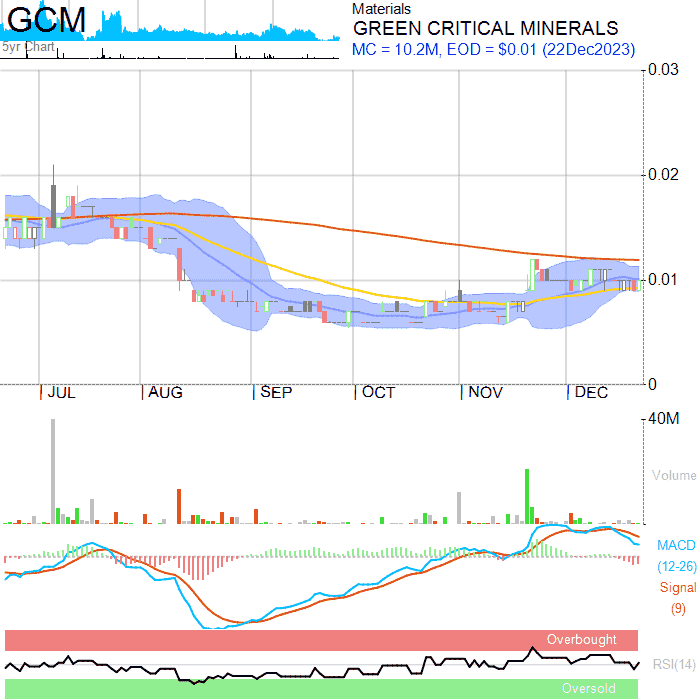 GCM
5yr Chart
Materials
GREEN CRITICAL MINERALS
MC = 10.2M, EOD = $0.01 (22Dec2023)
0.03
0.02
0.01
0
JUL AUG SEP OCT NOV DEC
40M
Volume
MACD
(12-26)
Signal
(9)
Overbought
RSI(14)
Oversold